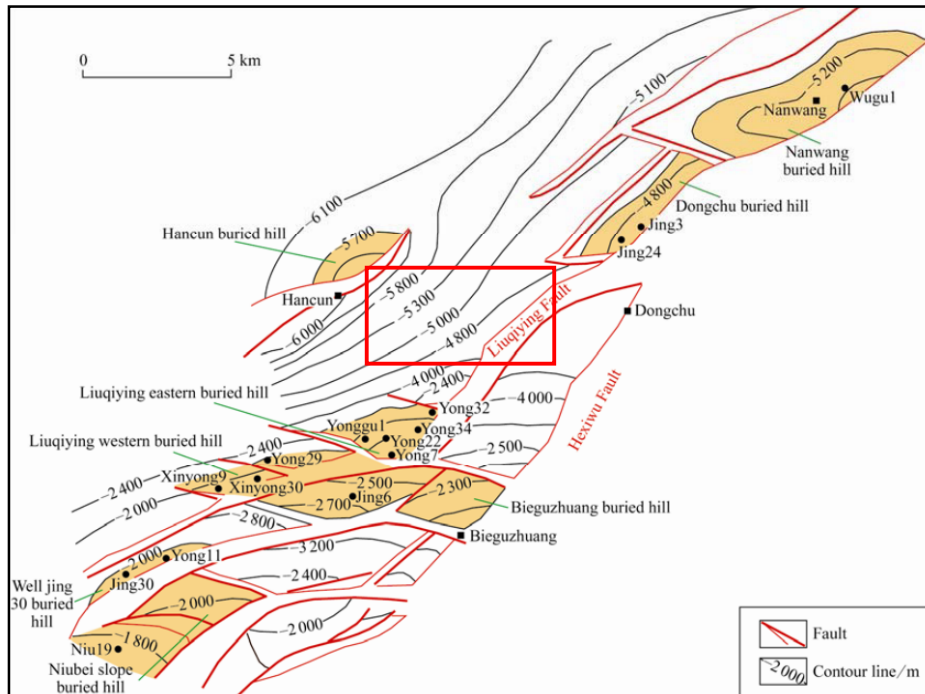 0
5 km
−5 200
Wugu1
Nanwang
−5 100
Nanwang
buried hill
−4 800
Dongchu buried hill
Jing3
Jing24
−6 100
Hancun buried hill
−5 700
Hancun
−6 000
−5 800
−5 300
−5 000
−4 800
Liuqiying Fault
Dongchu
Hexiwu Fault
−4 000
−2 400
−4 000
−2 500
Liuqiying eastern buried hill
Yong32
Yonggu1
Yong34
Yong22
Yong7
Liuqiying western buried hill
−2 400
Yong29
Xinyong9
Xinyong30
−2 400
−2 000
−2 500
−2 300
Jing6
−2 700
Bieguzhuang buried hill
−2 800
Bieguzhuang
−3 200
−2 000
Yong11
Jing30
Well jing
30 buried
hill
−2 400
−2 000
−2 000
−1 800
Niu19
Niubei slope
buried hill
Fault
−2 000
Contour line/m